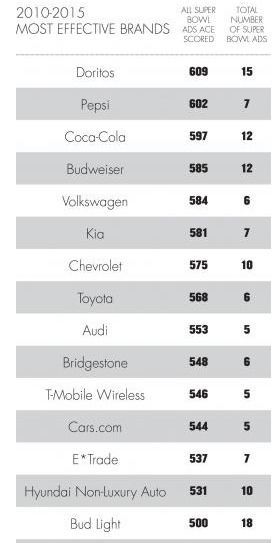 2010-2015
MOST EFFECTIVE BRANDS
ALL SUPER
BOWL
ADS ACE
SCORED
TOTAL
NUMBER
OF SUPER
BOWL ADS
Doritos 609 15
Pepsi 602 7
Coca-Cola 597 12
Budweiser 585 12
Volkswagen 584 6
Kia 581 7
Chevrolet 575 10
Toyota 568 6
Audi 553 5
Bridgestone 548 6
T-Mobile Wireless 546 5
Cars.com 544 5
E*Trade 537 7
Hyundai Non-Luxury Auto 531 10
Bud Light 500 18